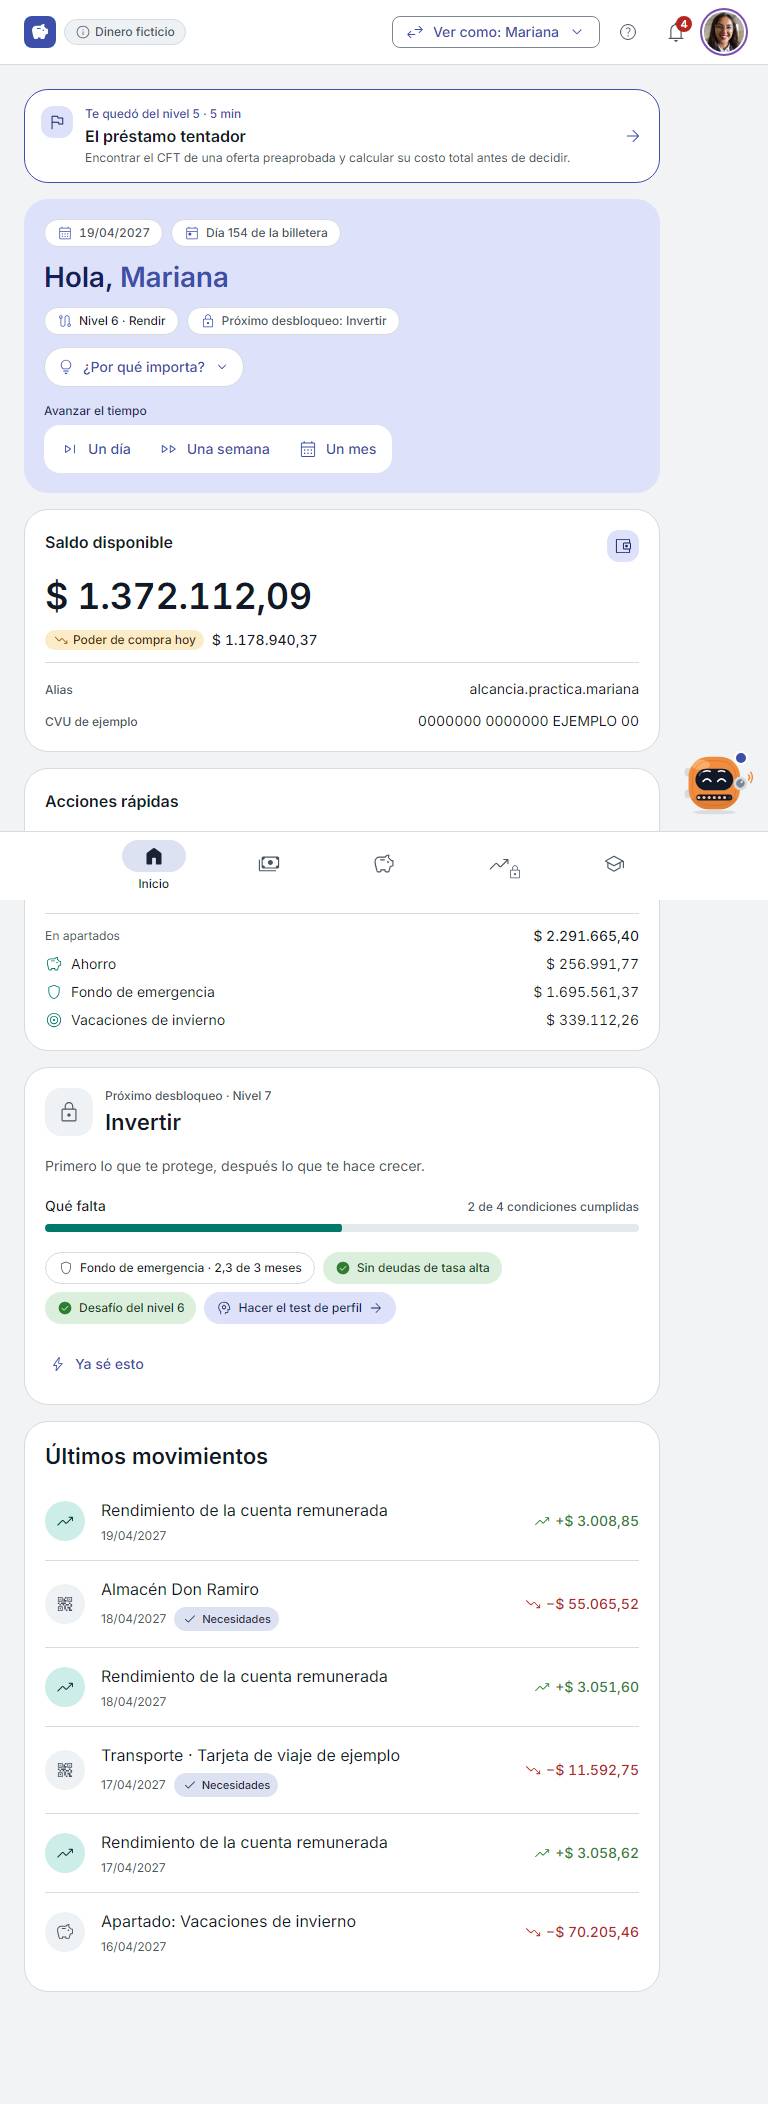 Dinero ficticio
Ver como: Mariana
4
Te quedó del nivel 5 · 5 min
El préstamo tentador
Encontrar el CFT de una oferta preaprobada y calcular su costo total antes de decidir.
19/04/2027
Día 154 de la billetera
Hola, Mariana
Nivel 6 · Rendir
Próximo desbloqueo: Invertir
¿Por qué importa?
Avanzar el tiempo
Un día
Una semana
Un mes
Saldo disponible
$ 1.372.112,09
Poder de compra hoy $ 1.178.940,37
Alias alcancia.practica.mariana
CVU de ejemplo 0000000 0000000 EJEMPLO 00
Acciones rápidas
Inicio
En apartados $ 2.291.665,40
Ahorro $ 256.991,77
Fondo de emergencia $ 1.695.561,37
Vacaciones de invierno $ 339.112,26
Próximo desbloqueo · Nivel 7
Invertir
Primero lo que te protege, después lo que te hace crecer.
Qué falta 2 de 4 condiciones cumplidas
Fondo de emergencia · 2,3 de 3 meses
Sin deudas de tasa alta
Desafío del nivel 6
Hacer el test de perfil
Ya sé esto
Últimos movimientos
Rendimiento de la cuenta remunerada
19/04/2027
+$ 3.008,85
Almacén Don Ramiro
18/04/2027 Necesidades
−$ 55.065,52
Rendimiento de la cuenta remunerada
18/04/2027
+$ 3.051,60
Transporte · Tarjeta de viaje de ejemplo
17/04/2027 Necesidades
−$ 11.592,75
Rendimiento de la cuenta remunerada
17/04/2027
+$ 3.058,62
Apartado: Vacaciones de invierno
16/04/2027
−$ 70.205,46